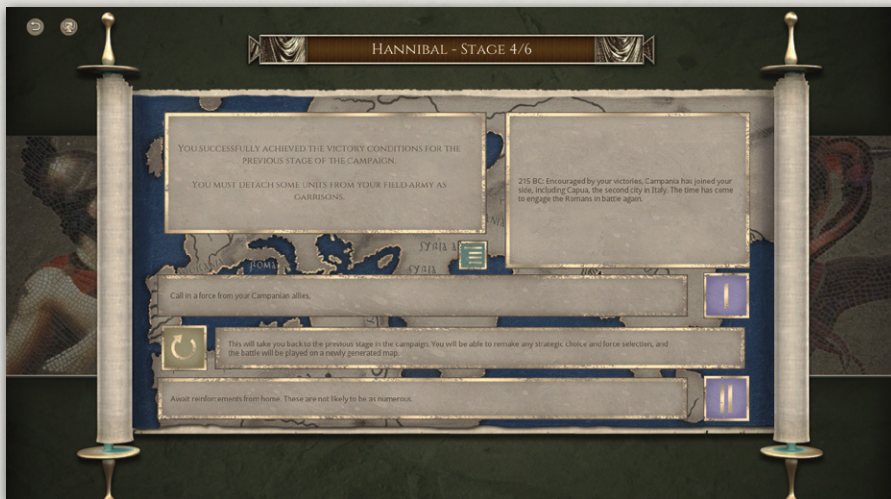 HANNIBAL - STAGE 4/6
YOU SUCCESSFULLY ACHIEVED THE VICTORY CONDITIONS FOR THE
PREVIOUS STAGE OF THE CAMPAIGN.
YOU MUST DETACH SOME UNITS FROM YOUR FIELD ARMY AS
GARRISONS.
215 BC: Encouraged by your victories, Campania has joined your
side, including Capua, the second city in Italy. The time has come
to engage the Romans in battle again.
SYRIA
ROMA
SYRIA
Call in a force from your Campanian allies.
I
This will take you back to the previous stage in the campaign. You will be able to remake any strategic choice and force selection, and
the battle will be played on a newly generated map.
Await reinforcements from home. These are not likely to be as numerous.
II